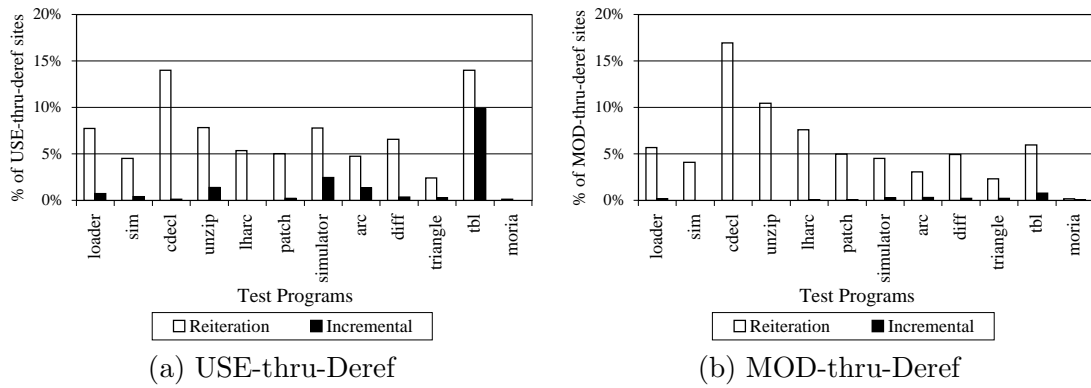 % of USE-thru-deref sites
20%
15%
10%
5%
0%
loader
sim
cdecl
unzip
lharc
patch
simulator
arc
diff
triangle
tbl
moria
Test Programs
Reiteration Incremental
(a) USE-thru-Deref
% of MOD-thru-deref sites
20%
15%
10%
5%
0%
loader
sim
cdecl
unzip
lharc
patch
simulator
arc
diff
triangle
tbl
moria
Test Programs
Reiteration Incremental
(b) MOD-thru-Deref